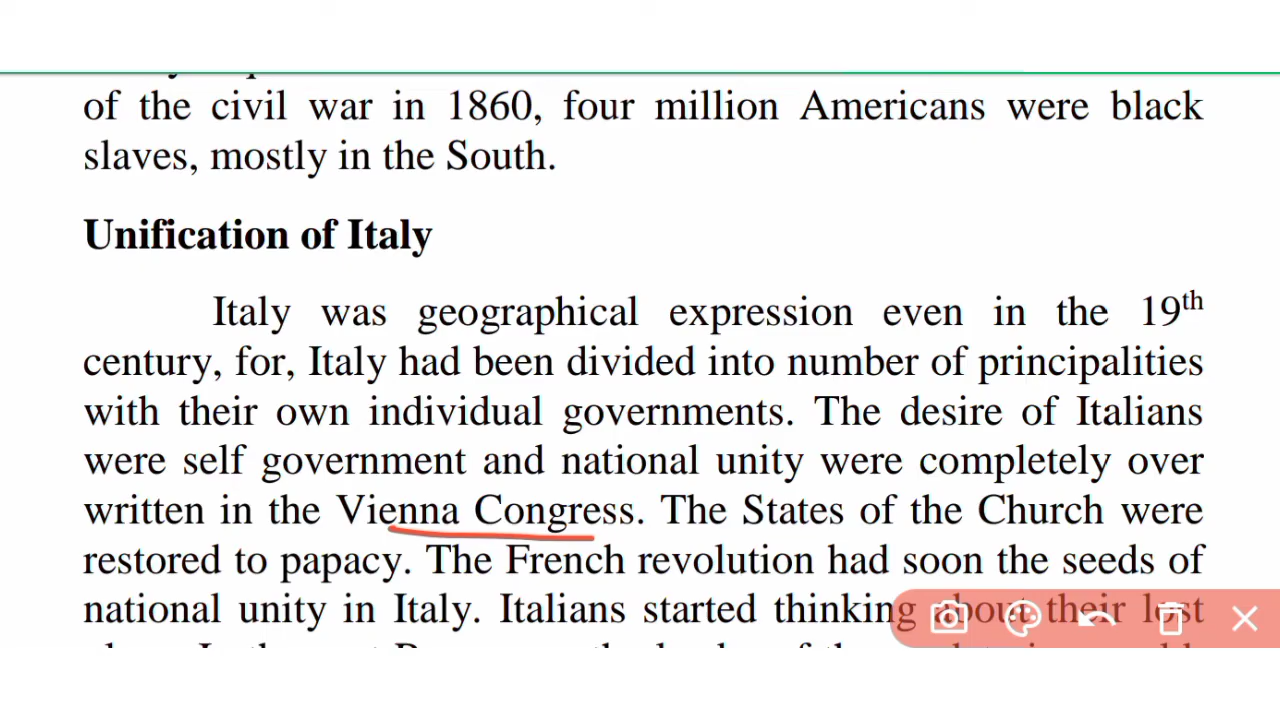 of the civil war in 1860, four million Americans were black
slaves, mostly in the South.
Unification of Italy
Italy was geographical expression even in the 19th
century, for, Italy had been divided into number of principalities
with their own individual governments. The desire of Italians
were self government and national unity were completely over
written in the Vienna Congress. The States of the Church were
restored to papacy. The French revolution had soon the seeds of
national unity in Italy. Italians started thinking about their lost